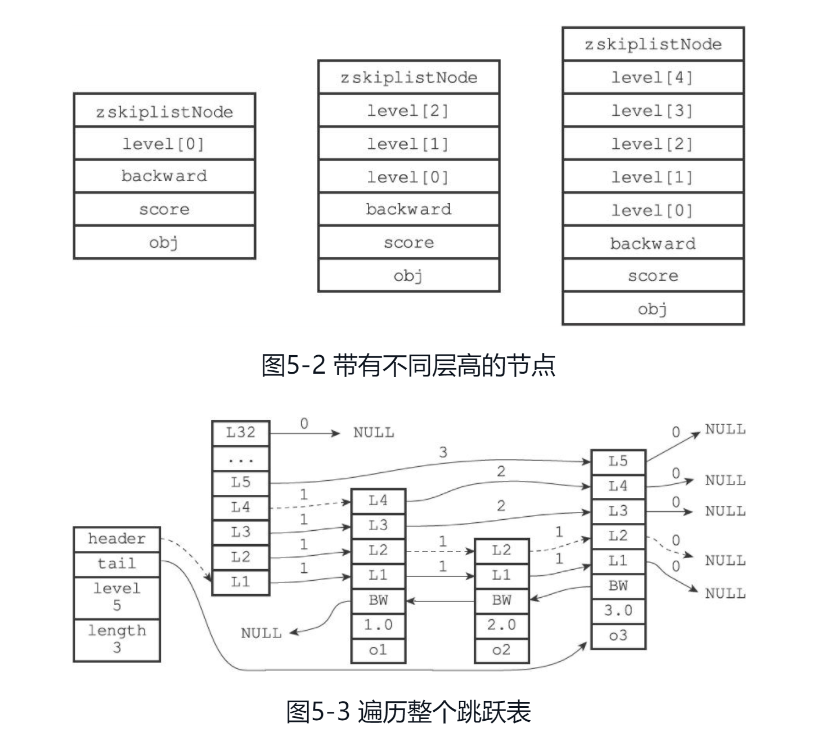 zskiplistNode
level[0]
backward
score
obj
zskiplistNode
level[2]
level[1]
level[0]
backward
score
obj
zskiplistNode
level[4]
level[3]
level[2]
level[1]
level[0]
backward
score
obj
图5-2 带有不同层高的节点
header
tail
level
5
length
3
L32
...
L5
L4
L3
L2
L1
0
NULL
3
1
1
1
1
NULL
L4
L3
L2
L1
BW
1.0
o1
2
2
1
1
L2
L1
BW
2.0
o2
1
1
L5
L4
L3
L2
L1
BW
3.0
o3
0
NULL
0
NULL
0
NULL
0
NULL
0
NULL
图5-3 遍历整个跳跃表